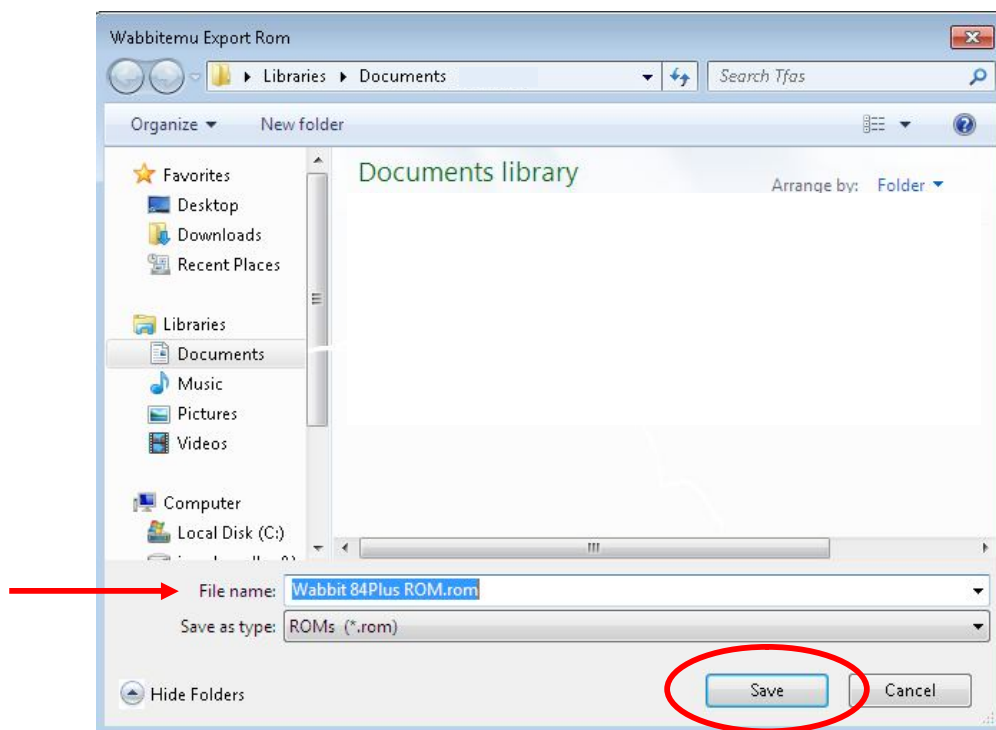 Wabbitemu Export Rom
Libraries Documents Search Tfas
Organize New folder
Favorites
Desktop
Downloads
Recent Places
Libraries
Documents
Music
Pictures
Videos
Computer
Local Disk (C:)
Documents library
Arrange by: Folder
File name: Wabbit 84Plus ROM.rom
Save as type: ROMs (*.rom)
Hide Folders Save Cancel